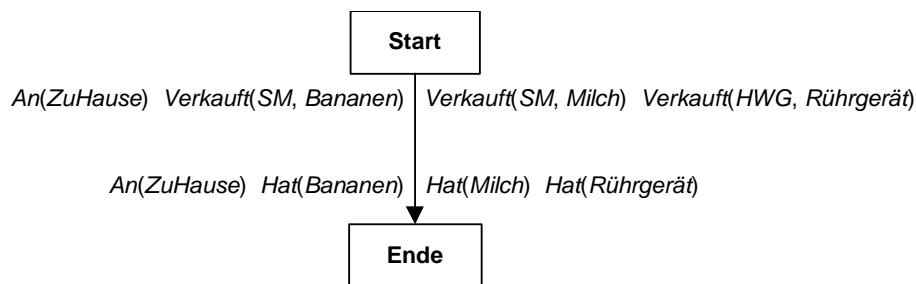 Start
An(ZuHause) Verkauft(SM, Bananen) Verkauft(SM, Milch) Verkauft(HWG, Rührgerät)
An(ZuHause) Hat(Bananen) Hat(Milch) Hat(Rührgerät)
Ende